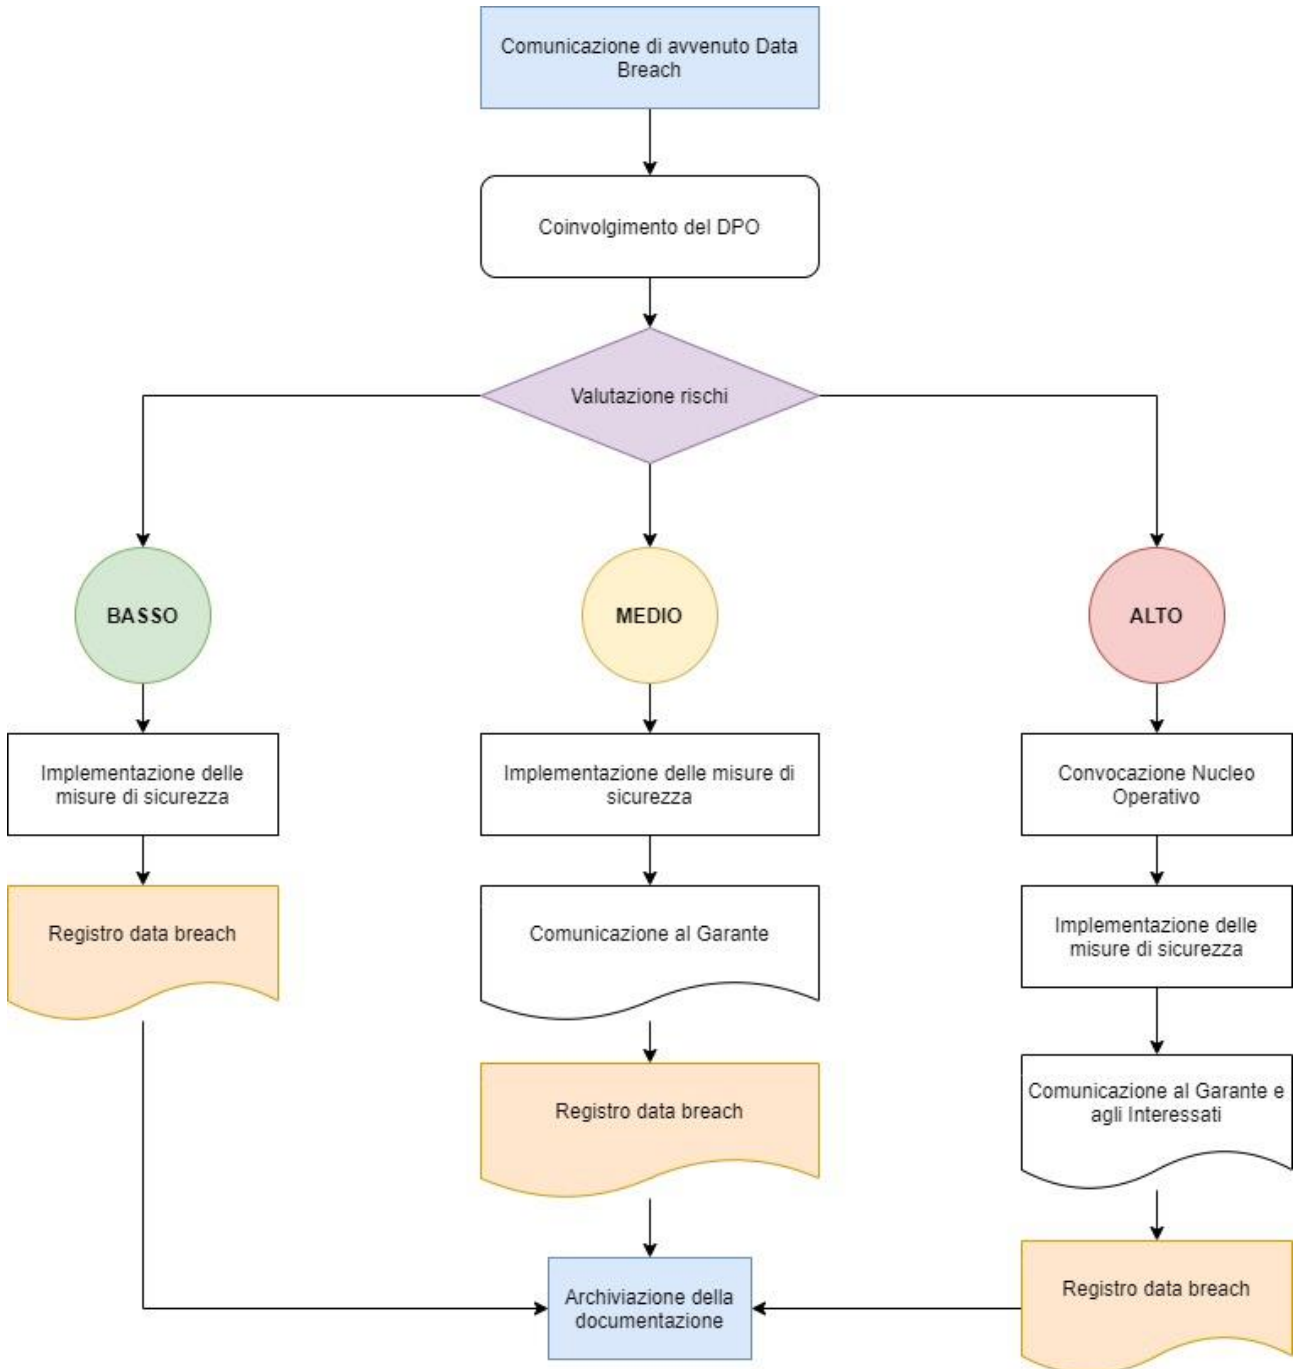 Comunicazione di avvenuto Data
Breach
Coinvolgimento del DPO
Valutazione rischi
BASSO
MEDIO
ALTO
Implementazione delle
misure di sicurezza
Implementazione delle misure di
sicurezza
Convocazione Nucleo
Operativo
Registro data breach
Comunicazione al Garante
Implementazione delle
misure di sicurezza
Registro data breach
Comunicazione al Garante e
agli Interessati
Archiviazione della
documentazione
Registro data breach